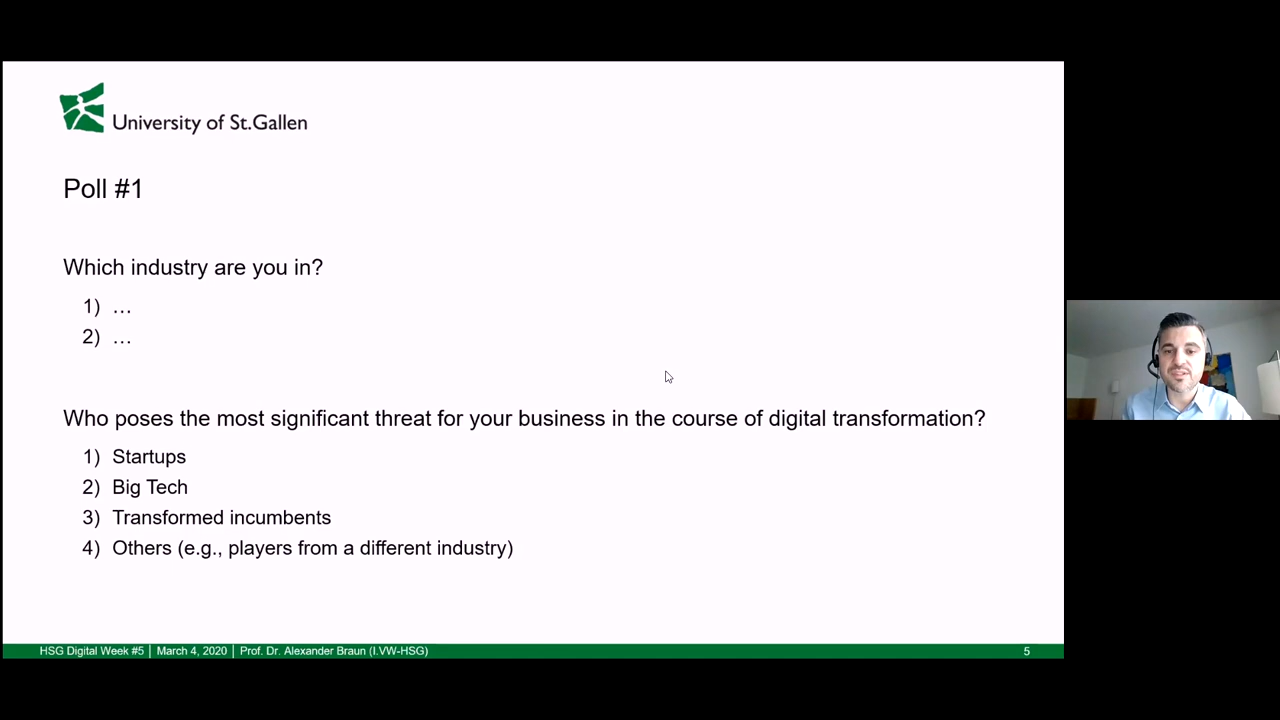 University of St.Gallen
Poll #1
Which industry are you in?
1) …
2) …
Who poses the most significant threat for your business in the course of digital transformation?
1) Startups
2) Big Tech
3) Transformed incumbents
4) Others (e.g., players from a different industry)
HSG Digital Week #5 | March 4, 2020 | Prof. Dr. Alexander Braun (I.VW-HSG) 5